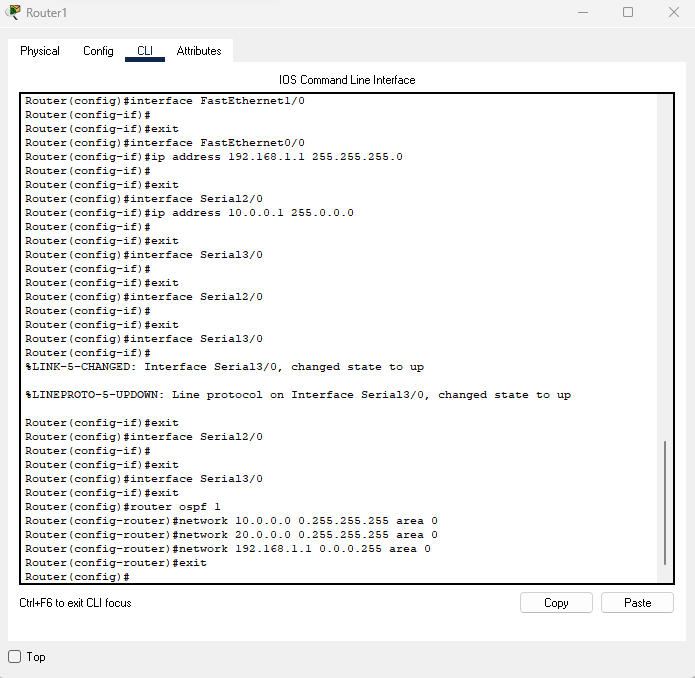 Router1
Physical Config CLI Attributes
IOS Command Line Interface
Router(config)#interface FastEthernet1/0
Router(config-if)#
Router(config-if)#exit
Router(config)#interface FastEthernet0/0
Router(config-if)#ip address 192.168.1.1 255.255.255.0
Router(config-if)#
Router(config-if)#exit
Router(config)#interface Serial2/0
Router(config-if)#ip address 10.0.0.1 255.0.0.0
Router(config-if)#
Router(config-if)#exit
Router(config)#interface Serial3/0
Router(config-if)#
Router(config-if)#exit
Router(config)#interface Serial2/0
Router(config-if)#
Router(config-if)#exit
Router(config)#interface Serial3/0
Router(config-if)#
%LINK-5-CHANGED: Interface Serial3/0, changed state to up
%LINEPROTO-5-UPDOWN: Line protocol on Interface Serial3/0, changed state to up
Router(config-if)#exit
Router(config)#interface Serial2/0
Router(config-if)#
Router(config-if)#exit
Router(config)#interface Serial3/0
Router(config-if)#exit
Router(config)#router ospf 1
Router(config-router)#network 10.0.0.0 0.255.255.255 area 0
Router(config-router)#network 20.0.0.0 0.255.255.255 area 0
Router(config-router)#network 192.168.1.1 0.0.0.255 area 0
Router(config-router)#exit
Router(config)#
Ctrl+F6 to exit CLI focus
Copy Paste
Top